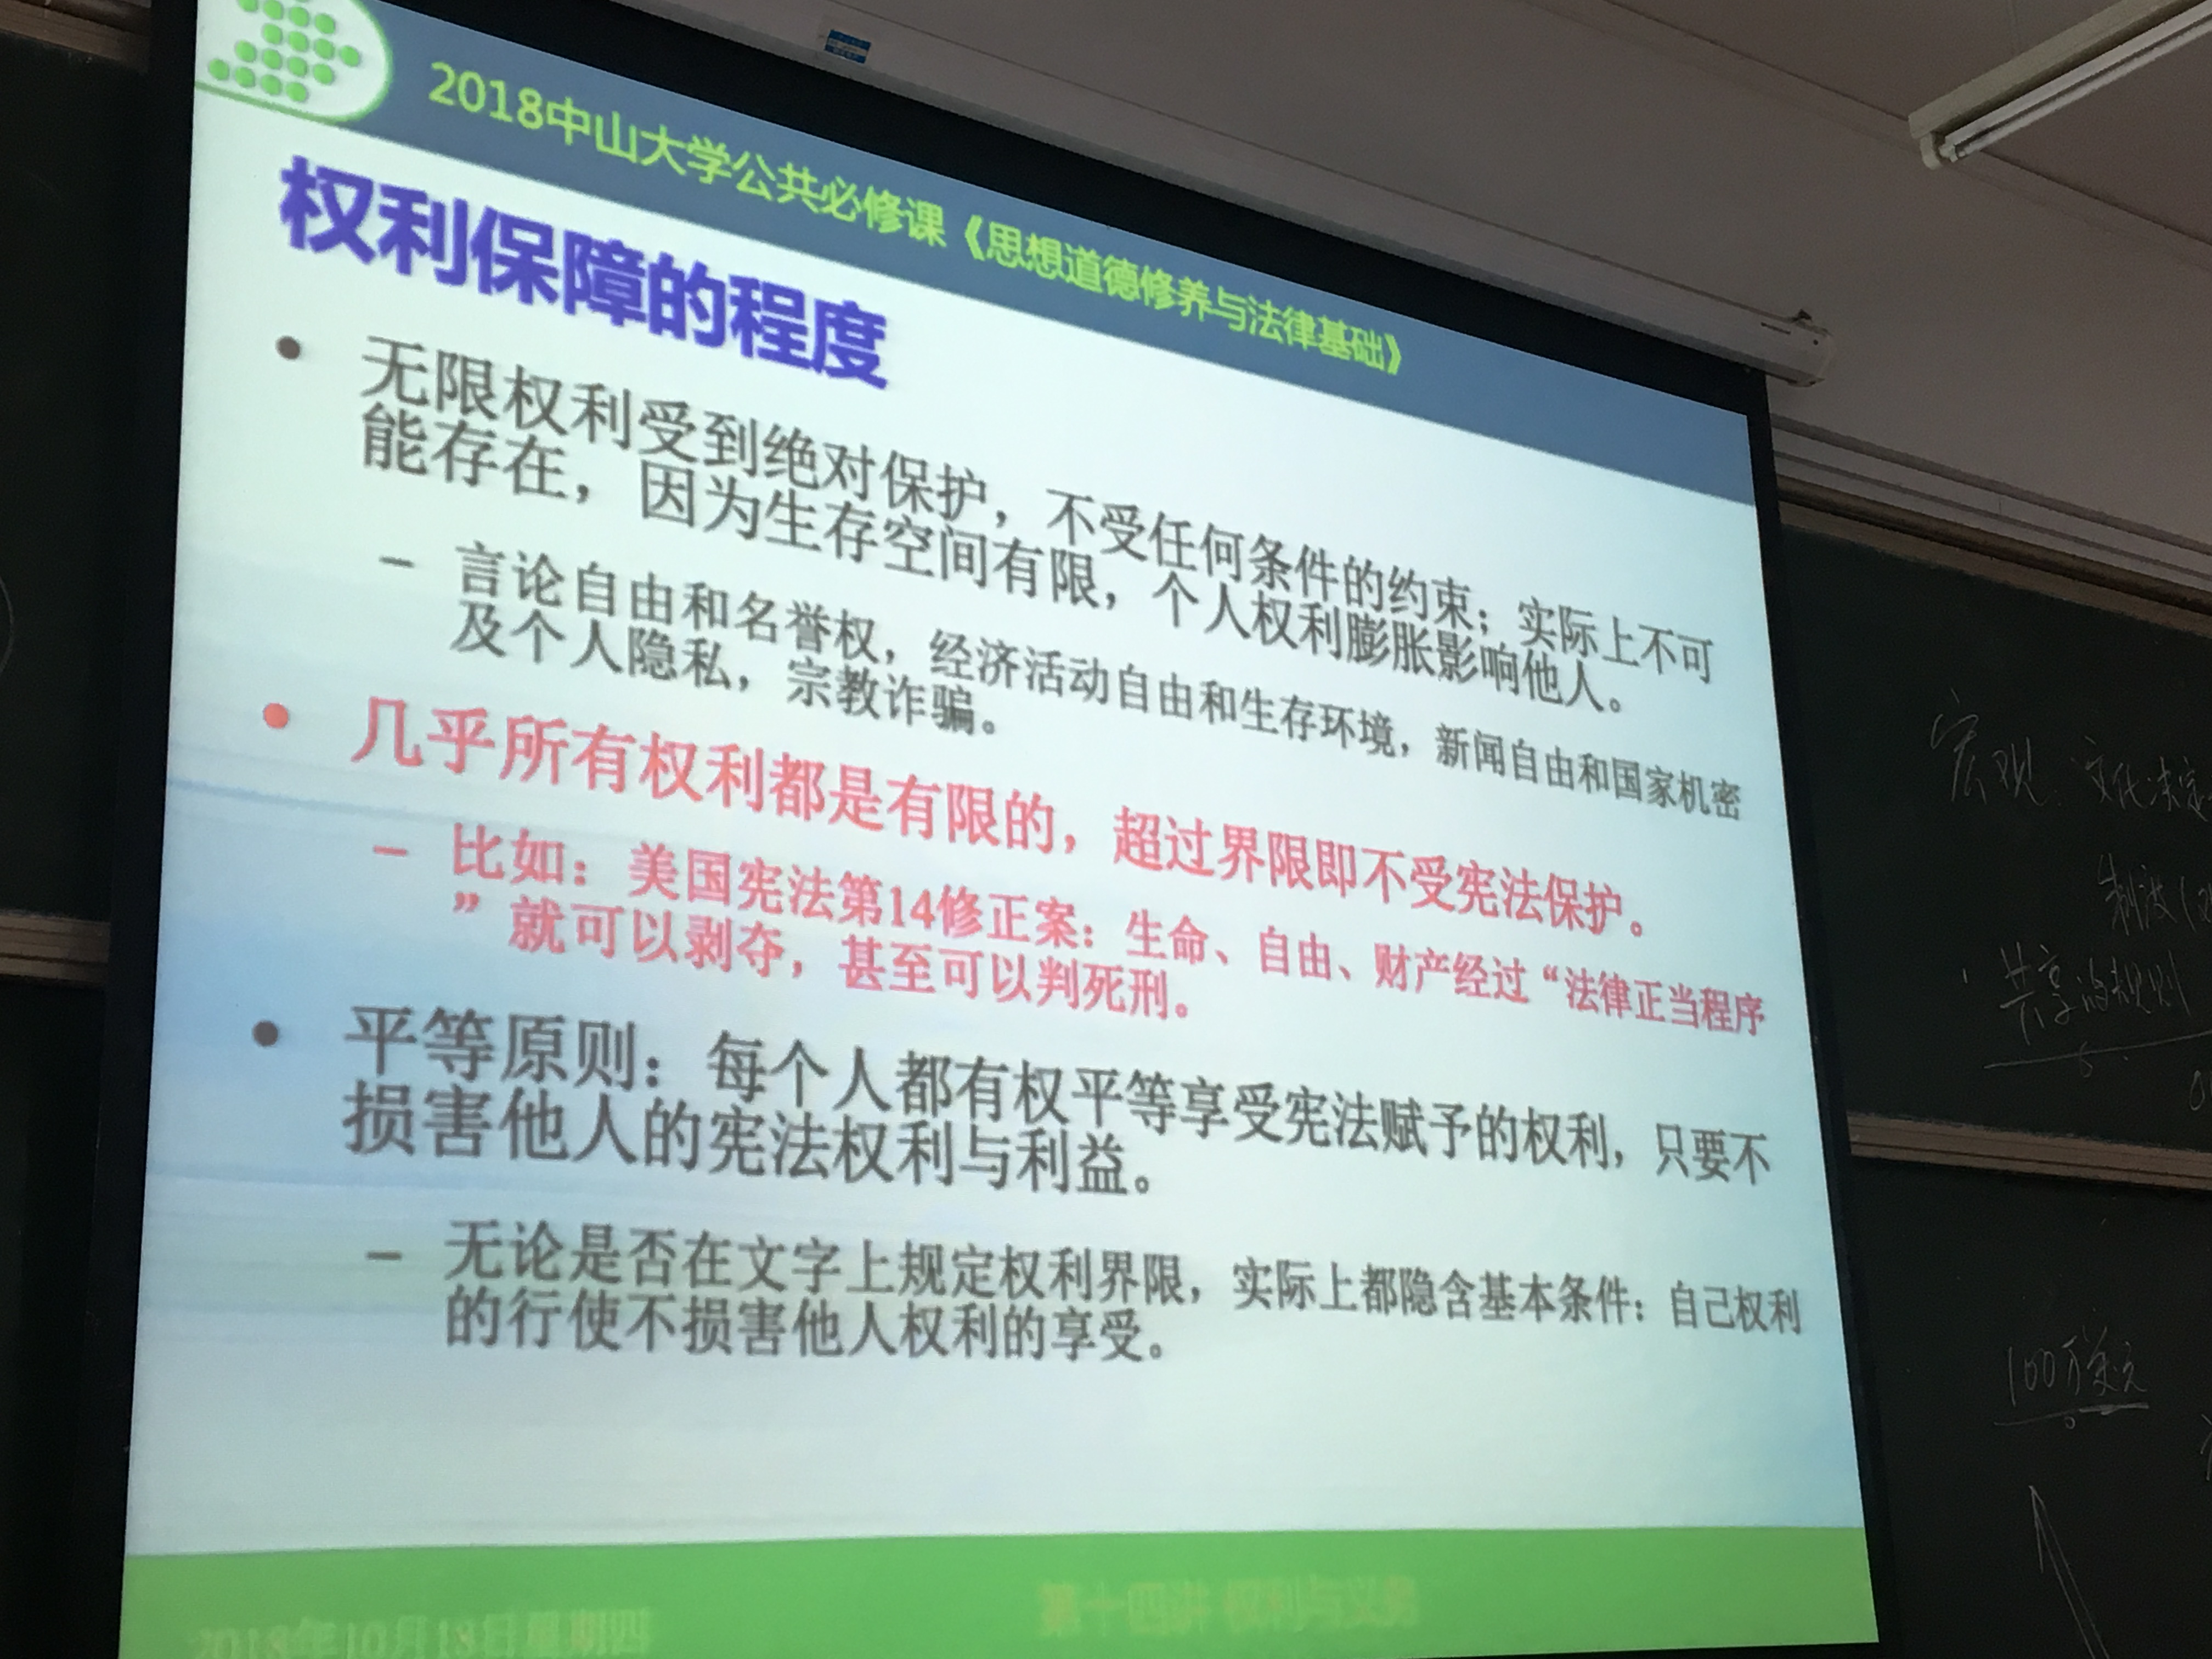 2018中山大学公共必修课《思想道德修养与法律基础》
权利保障的程度
• 无限权利受到绝对保护，不受任何条件的约束；实际上不可
能存在，因为生存空间有限，个人权利膨胀影响他人。
– 言论自由和名誉权，经济活动自由和生存环境，新闻自由和国家机密
及个人隐私，宗教诈骗。
• 几乎所有权利都是有限的，超过界限即不受宪法保护。
– 比如：美国宪法第14修正案：生命、自由、财产经过“法律正当程序
”就可以剥夺，甚至可以判死刑。
• 平等原则：每个人都有权平等享受宪法赋予的权利，只要不
损害他人的宪法权利与利益。
– 无论是否在文字上规定权利界限，实际上都隐含基本条件：自己权利
的行使不损害他人权利的享受。
2018年10月18日星期四
第十四讲 权利与义务
宏观：文化决定
制度
共享的规则
100万美元